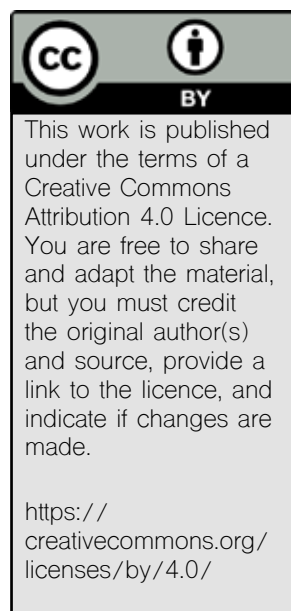 cc
BY
This work is published
under the terms of a
Creative Commons
Attribution 4.0 Licence.
You are free to share
and adapt the material,
but you must credit
the original author(s)
and source, provide a
link to the licence, and
indicate if changes are
made.
https://
creativecommons.org/
licenses/by/4.0/